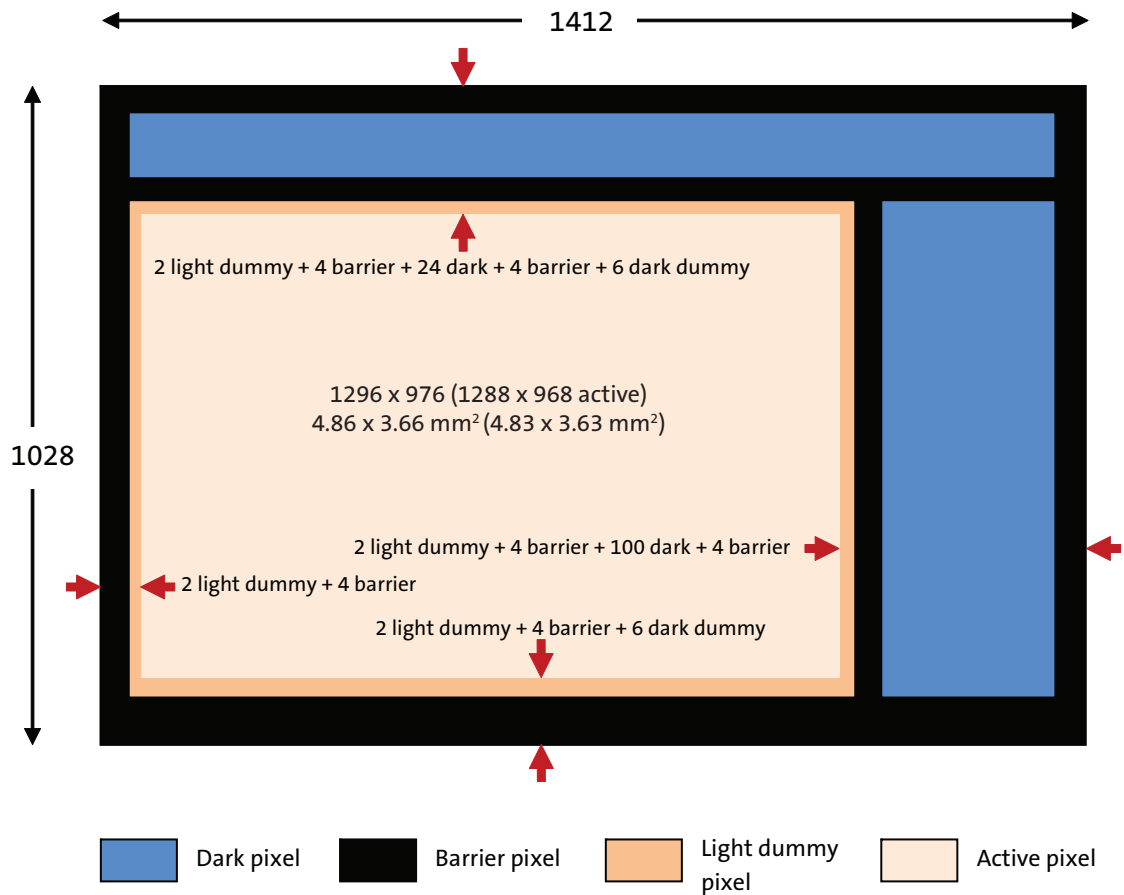 1412
2 light dummy + 4 barrier + 24 dark + 4 barrier + 6 dark dummy
1296 x 976 (1288 x 968 active)
4.86 x 3.66 mm² (4.83 x 3.63 mm²)
1028
2 light dummy + 4 barrier + 100 dark + 4 barrier
2 light dummy + 4 barrier
2 light dummy + 4 barrier + 6 dark dummy
Dark pixel
Barrier pixel
Light dummy
pixel
Active pixel